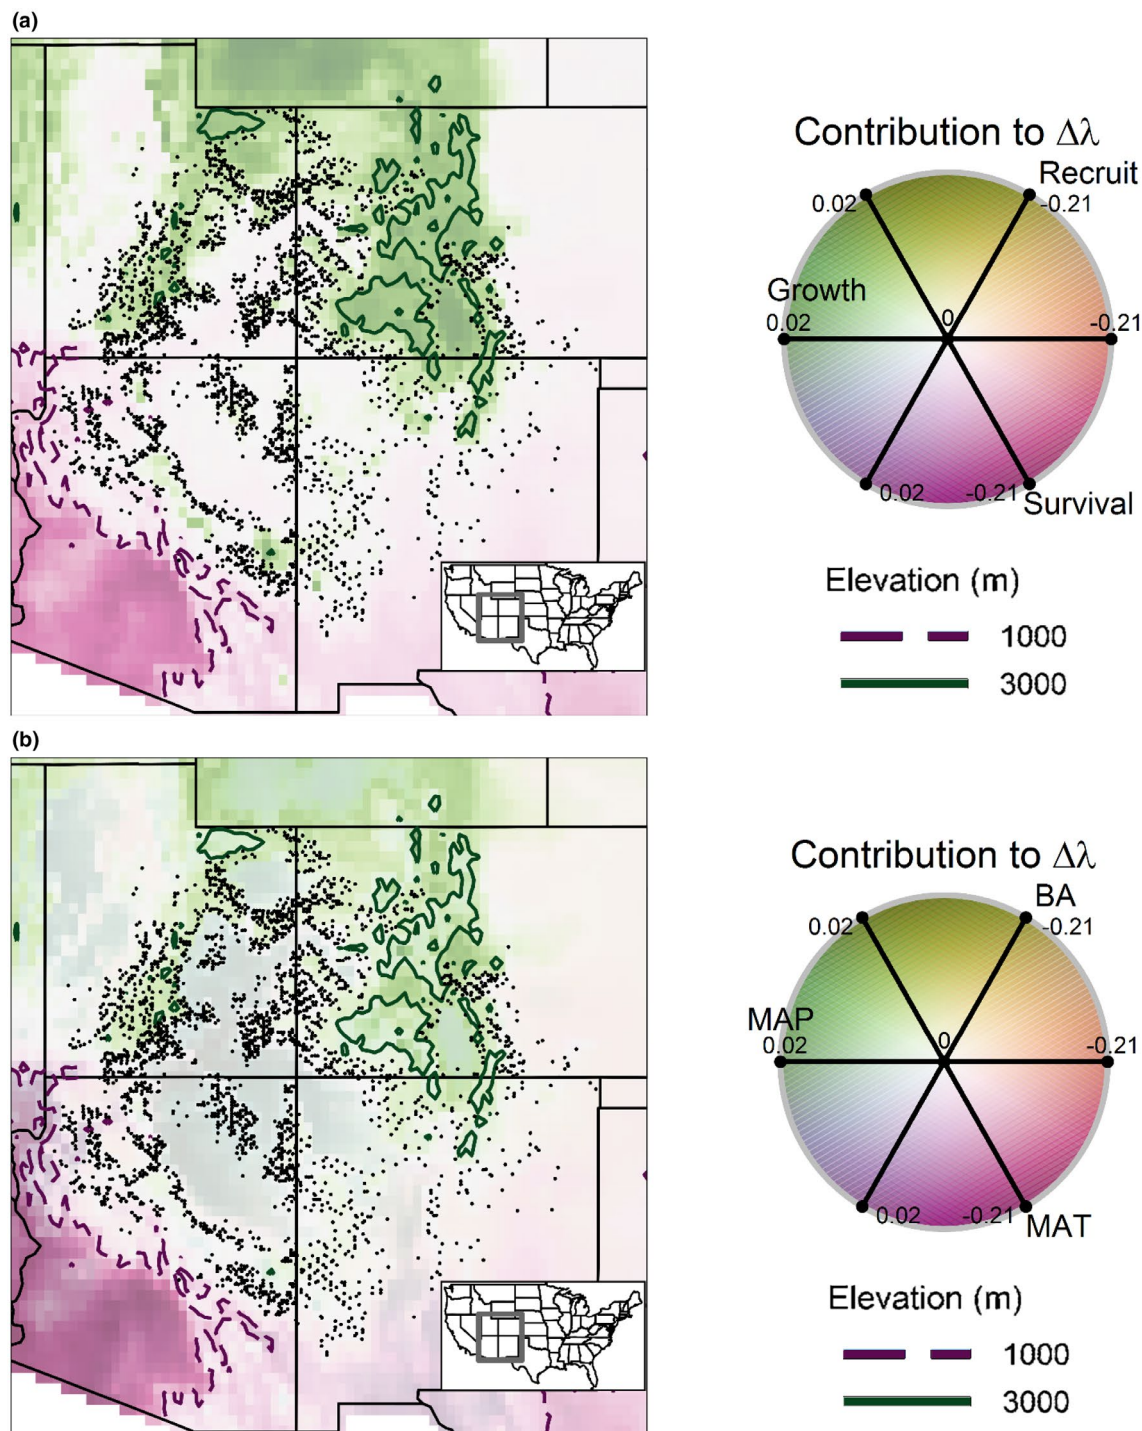 (a)
Contribution to Δλ
Recruit
0.02
-0.21
Growth
0
0.02
-0.21
0.02
-0.21
Survival
Elevation (m)
1000
3000
(b)
Contribution to Δλ
BA
0.02
-0.21
MAP
0
0.02
-0.21
0.02
-0.21
MAT
Elevation (m)
1000
3000